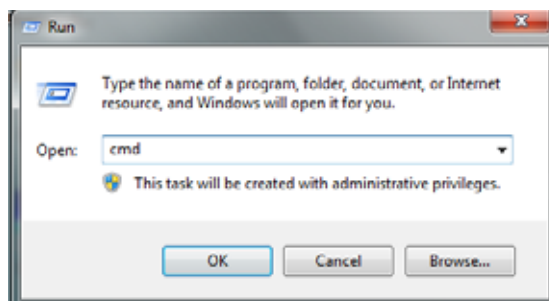 Run
Type the name of a program, folder, document, or Internet
resource, and Windows will open it for you.
Open:
cmd
This task will be created with administrative privileges.
OK
Cancel
Browse...